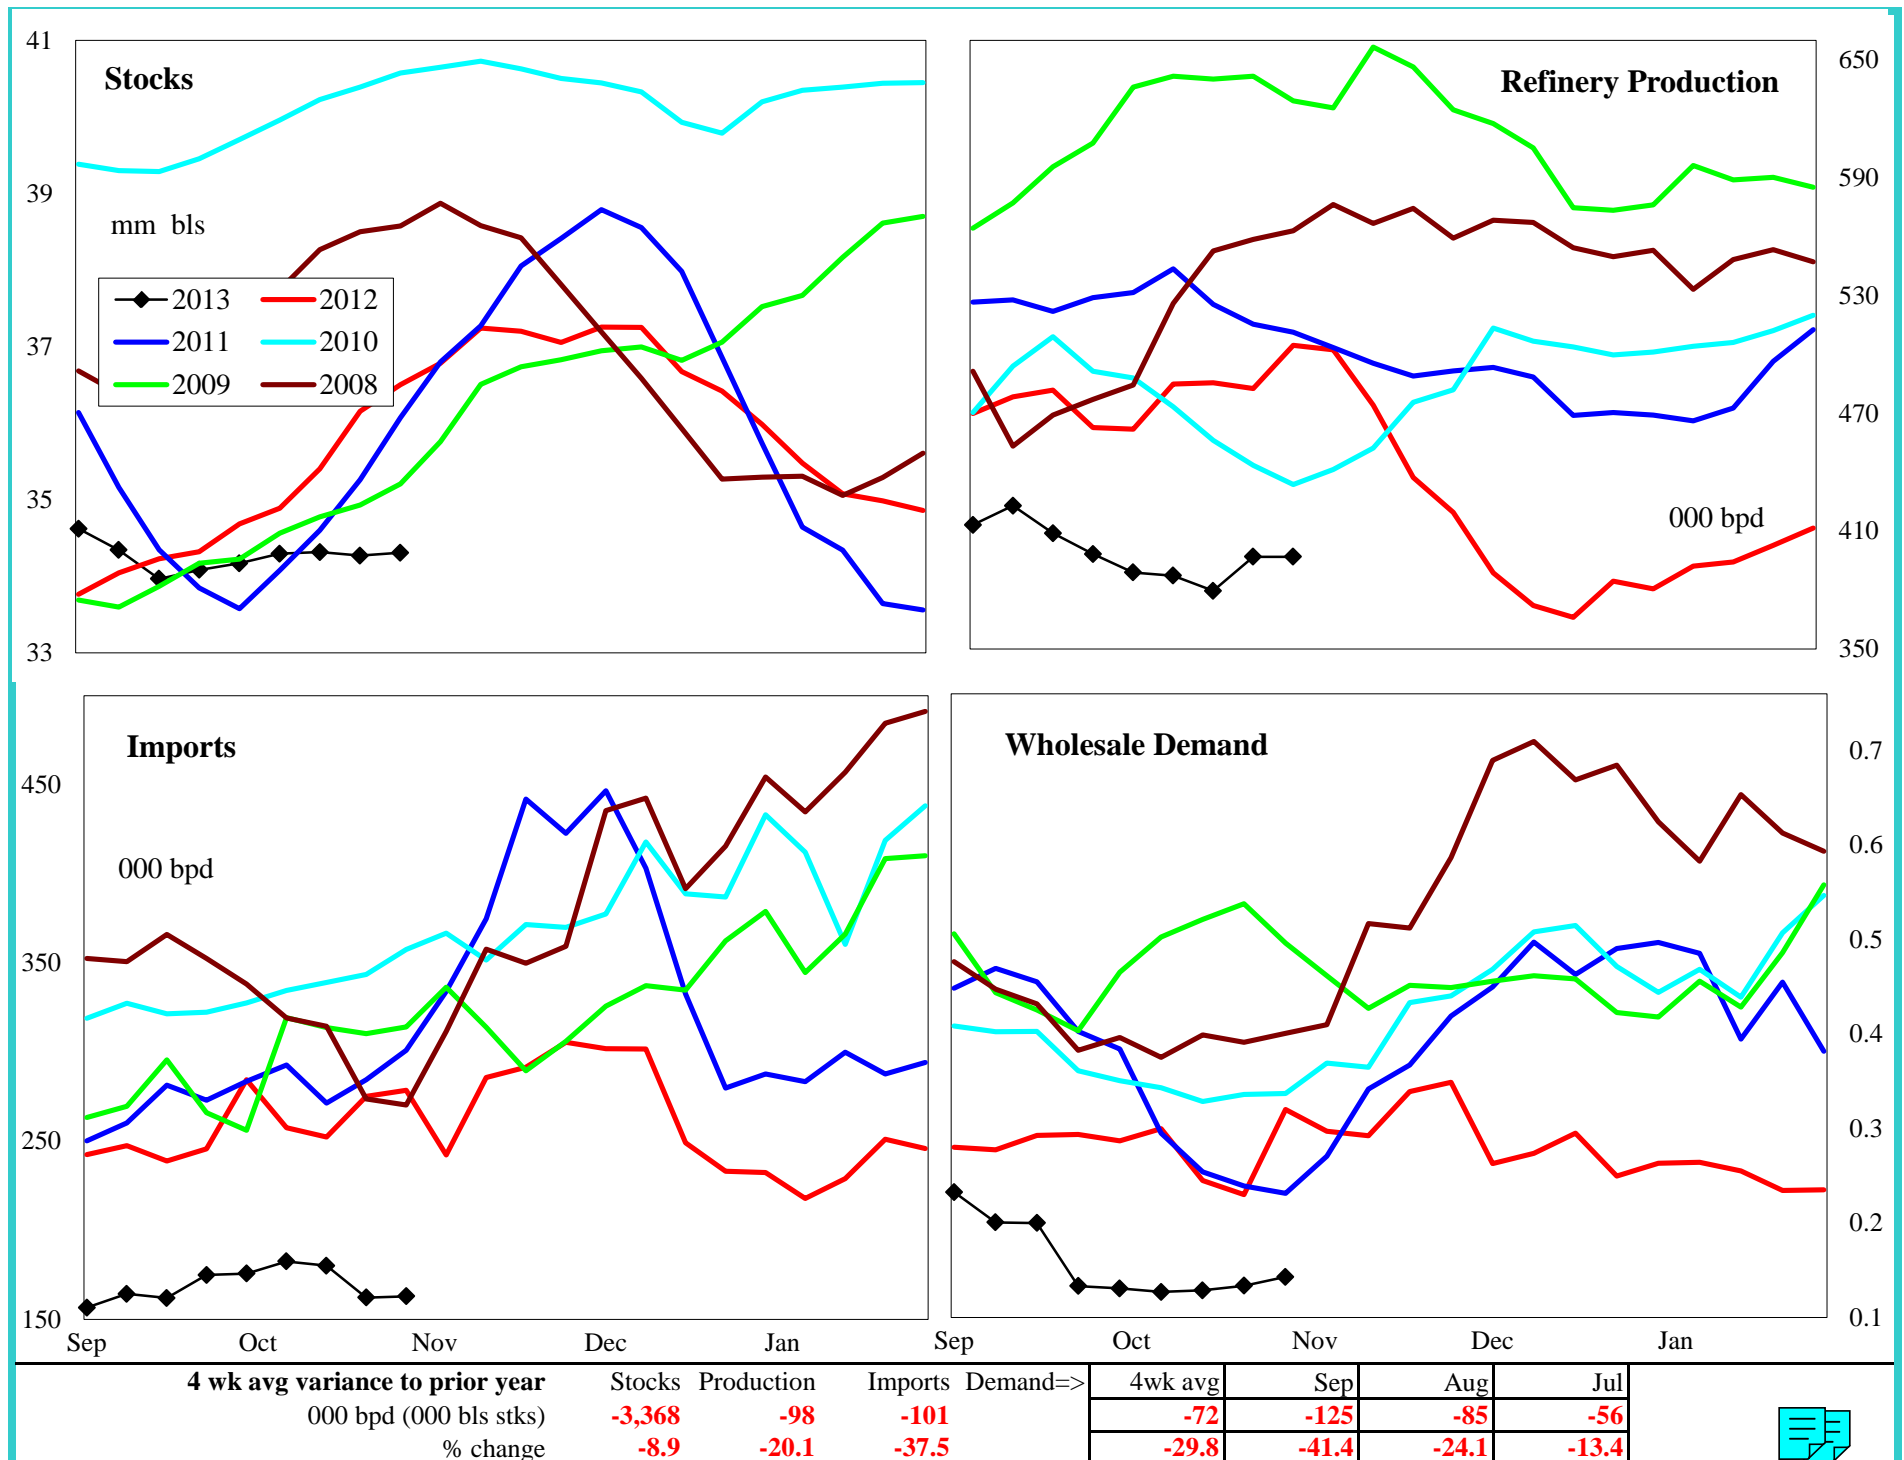 Stocks
mm bls
41
39
37
35
33
2013 2012
2011 2010
2009 2008
Refinery Production
000 bpd
650
590
530
470
410
350
Imports
000 bpd
450
350
250
150
Sep Oct Nov Dec Jan
Wholesale Demand
0.7
0.6
0.5
0.4
0.3
0.2
0.1
Sep Oct Nov Dec Jan
4 wk avg variance to prior year Stocks Production Imports Demand=> 4wk avg Sep Aug Jul
000 bpd (000 bls stks) -3,368 -98 -101 -72 -125 -85 -56
% change -8.9 -20.1 -37.5 -29.8 -41.4 -24.1 -13.4